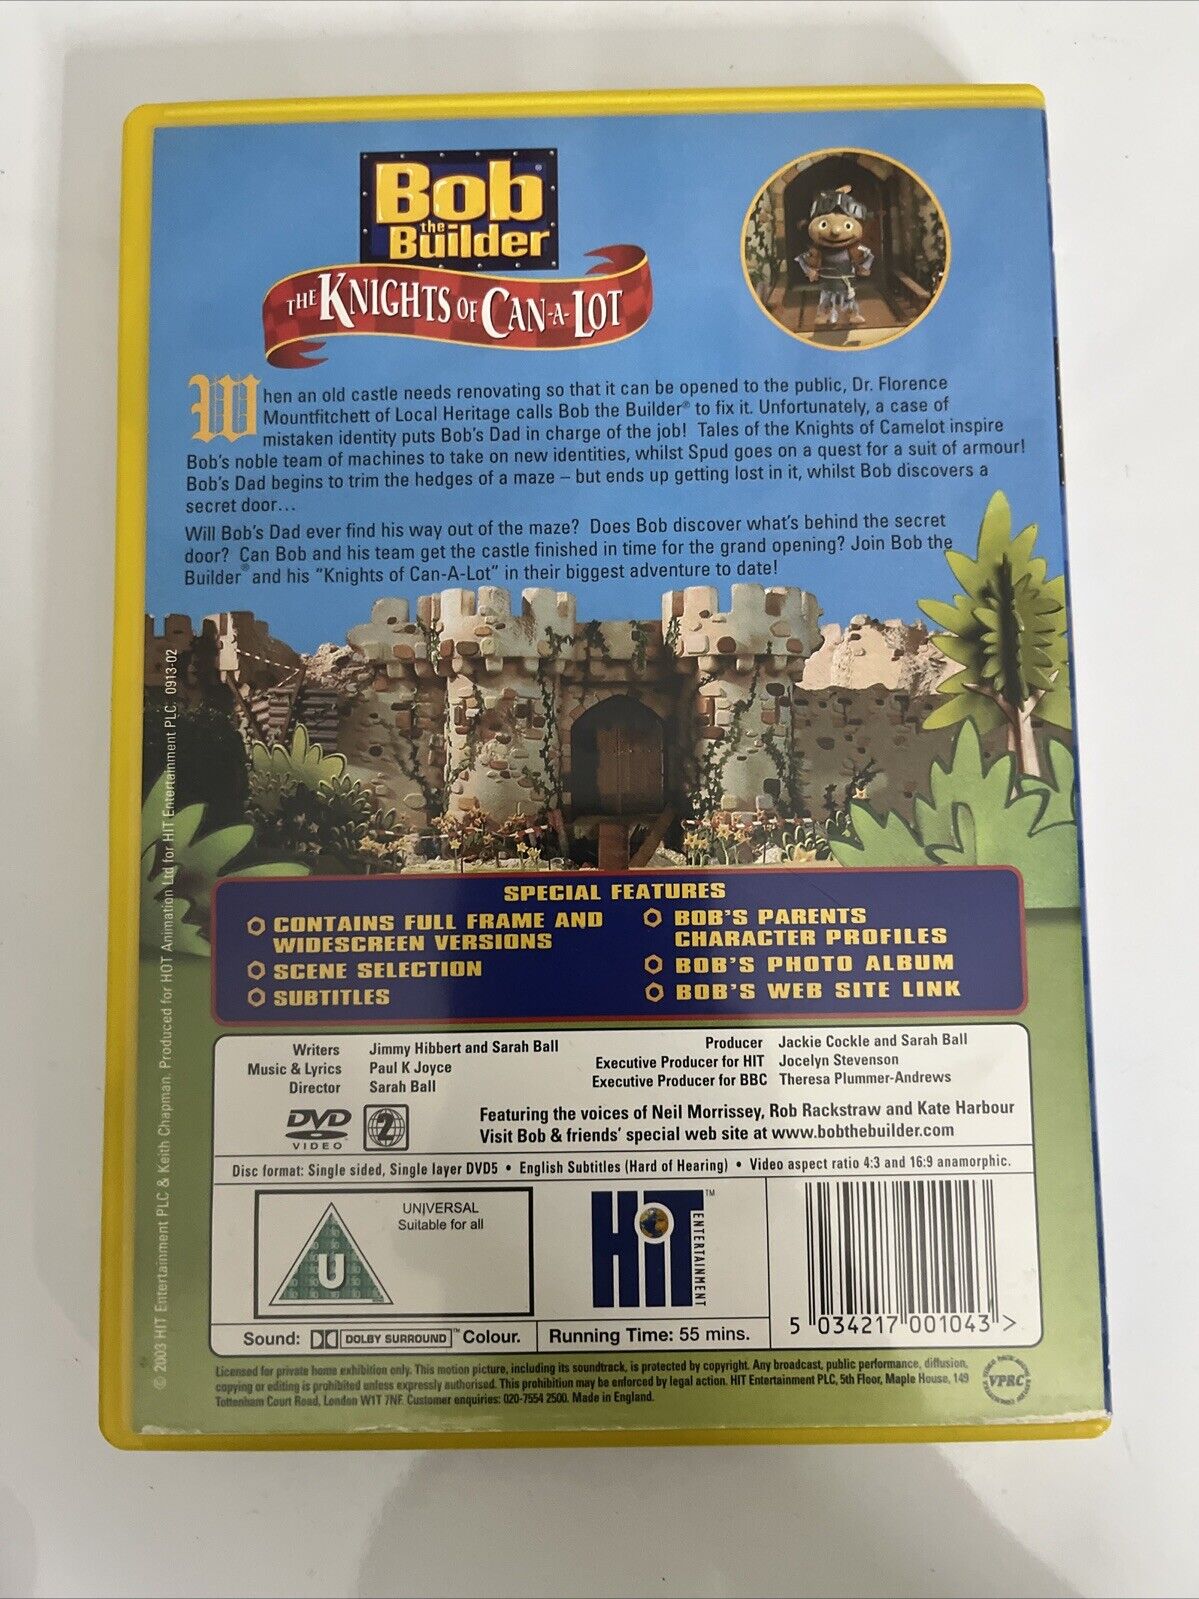 Bob
the
Builder
THE KNIGHTS OF CAN-A-LOT
When an old castle needs renovating so that it can be opened to the public, Dr. Florence
Mountfitchett of Local Heritage calls Bob the Builder® to fix it. Unfortunately, a case of
mistaken identity puts Bob's Dad in charge of the job! Tales of the Knights of Camelot inspire
Bob's noble team of machines to take on new identities, whilst Spud goes on a quest for a suit of armour!
Bob's Dad begins to trim the hedges of a maze – but ends up getting lost in it, whilst Bob discovers a
secret door...
Will Bob's Dad ever find his way out of the maze? Does Bob discover what's behind the secret
door? Can Bob and his team get the castle finished in time for the grand opening? Join Bob the
Builder® and his "Knights of Can-A-Lot" in their biggest adventure to date!
© 2003 HIT Entertainment PLC & Keith Chapman. Produced for HOT Animation Ltd for HIT Entertainment PLC. 0913-02
SPECIAL FEATURES
CONTAINS FULL FRAME AND
WIDESCREEN VERSIONS
SCENE SELECTION
SUBTITLES
BOB'S PARENTS
CHARACTER PROFILES
BOB'S PHOTO ALBUM
BOB'S WEB SITE LINK
Writers Jimmy Hibbert and Sarah Ball
Music & Lyrics Paul K Joyce
Director Sarah Ball
Producer Jackie Cockle and Sarah Ball
Executive Producer for HIT Jocelyn Stevenson
Executive Producer for BBC Theresa Plummer-Andrews
DVD
VIDEO
2
Featuring the voices of Neil Morrissey, Rob Rackstraw and Kate Harbour
Visit Bob & friends' special web site at www.bobthebuilder.com
Disc format: Single sided, Single layer DVD5 • English Subtitles (Hard of Hearing) • Video aspect ratio 4:3 and 16:9 anamorphic.
UNIVERSAL
Suitable for all
U
HiT™
ENTERTAINMENT
5 034217 001043 >
Sound: DOLBY SURROUND™ Colour.
Running Time: 55 mins.
Licensed for private home exhibition only. This motion picture, including its soundtrack, is protected by copyright. Any broadcast, public performance, diffusion,
copying or editing is prohibited unless expressly authorised. This prohibition may be enforced by legal action. HIT Entertainment PLC, 5th Floor, Maple House, 149
Tottenham Court Road, London W1T 7NF. Customer enquiries: 020-7554 2500. Made in England.
VPRC